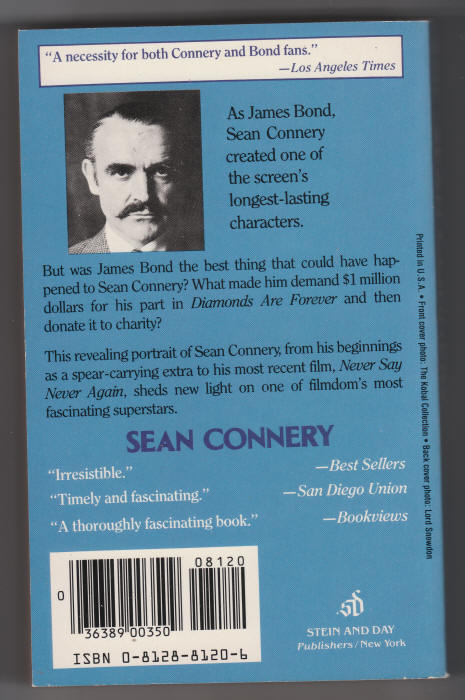 "A necessity for both Connery and Bond fans."
—Los Angeles Times
As James Bond,
Sean Connery
created one of
the screen's
longest-lasting
characters.
But was James Bond the best thing that could have hap-
pened to Sean Connery? What made him demand $1 million
dollars for his part in Diamonds Are Forever and then
donate it to charity?
This revealing portrait of Sean Connery, from his beginnings
as a spear-carrying extra to his most recent film, Never Say
Never Again, sheds new light on one of filmdom's most
fascinating superstars.
SEAN CONNERY
"Irresistible." —Best Sellers
"Timely and fascinating." —San Diego Union
"A thoroughly fascinating book." —Bookviews
08120
0
36389 00350
ISBN 0-8128-8120-6
sd
STEIN AND DAY
Publishers/New York
Printed in U.S.A. • Front cover photo: The Kobal Collection • Back cover photo: Lord Snowdon